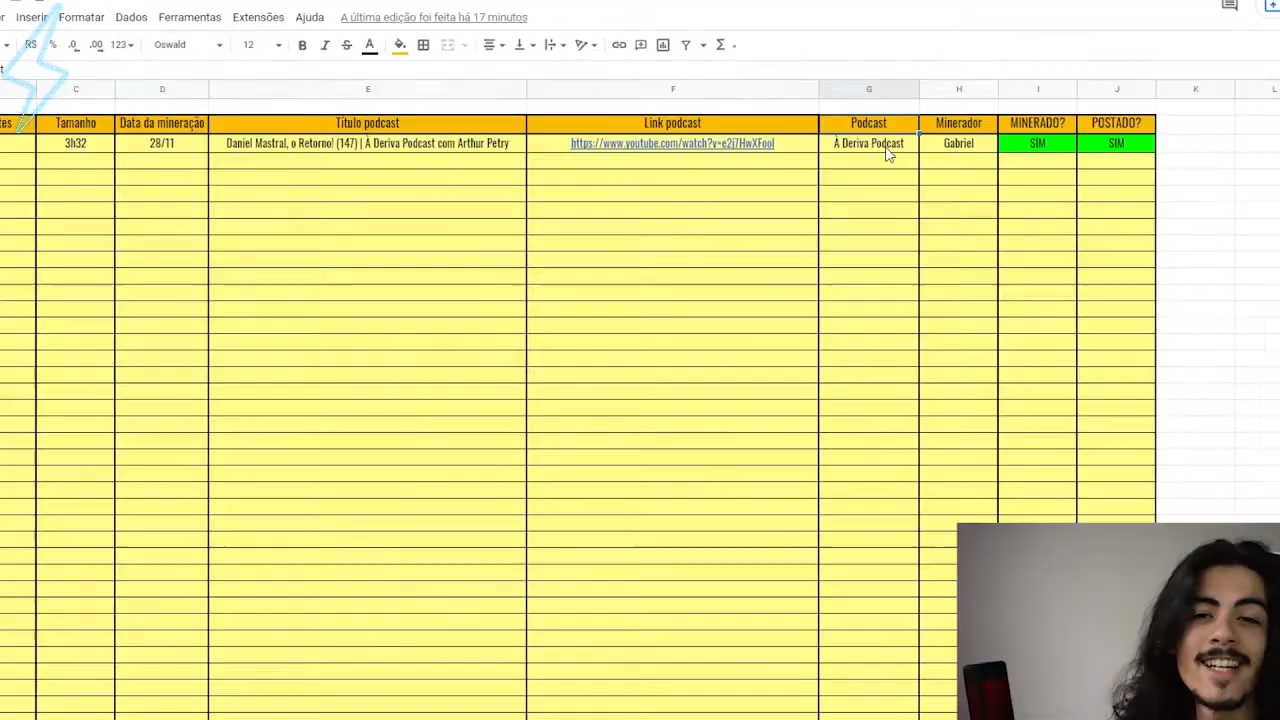 Inserir Formatar Dados Ferramentas Extensões Ajuda A última edição foi feita há 17 minutos
R$ % .0 .00 123 Oswald 12 B I S A Σ
C D E F G H I J K L
Tamanho Data da mineração Título podcast Link podcast Podcast Minerador MINERADO? POSTADO?
3h32 28/11 Daniel Mastral, o Retorno! (147) | À Deriva Podcast com Arthur Petry https://www.youtube.com/watch?v=e2j7HwXFooI À Deriva Podcast Gabriel SIM SIM